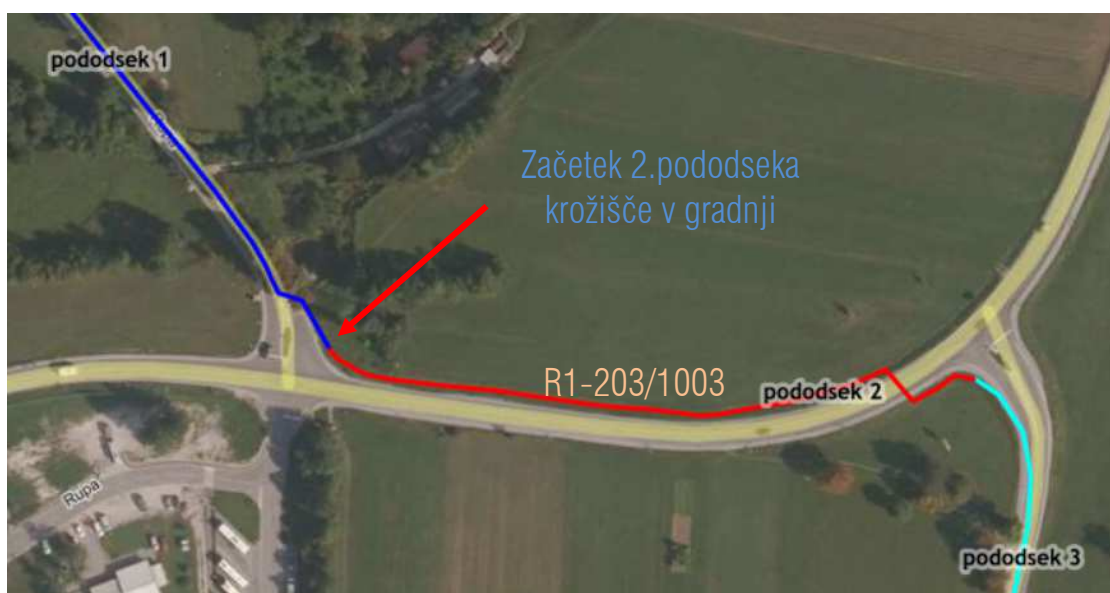 pododsek 1
Začetek 2.pododseka
krožišče v gradnji
R1-203/1003
pododsek 2
Rupa
pododsek 3